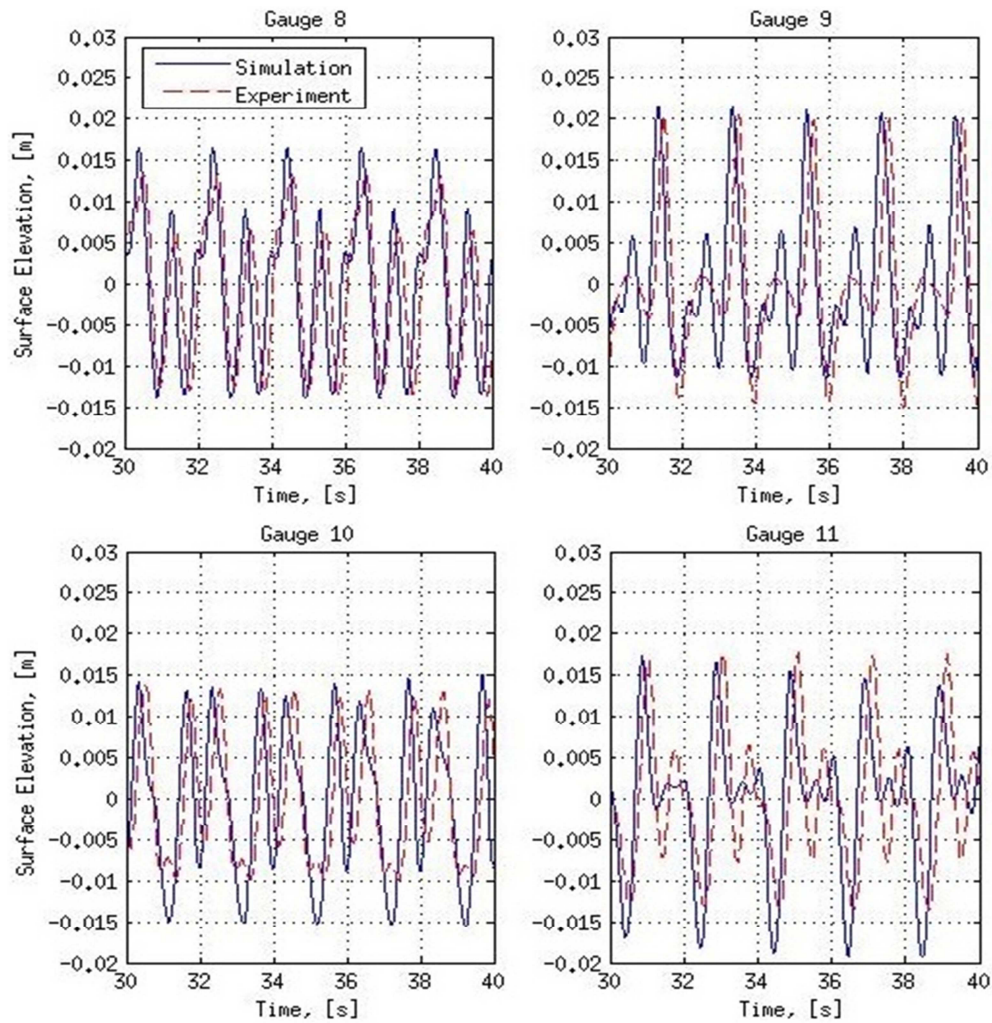 Gauge 8
0.03
0.025
0.02
0.015
0.01
0.005
0
-0.005
-0.01
-0.015
-0.02
Surface Elevation, [m]
Simulation
Experiment
30 32 34 36 38 40
Time, [s]
Gauge 9
0.03
0.025
0.02
0.015
0.01
0.005
0
-0.005
-0.01
-0.015
-0.02
30 32 34 36 38 40
Time, [s]
Gauge 10
0.03
0.025
0.02
0.015
0.01
0.005
0
-0.005
-0.01
-0.015
-0.02
Surface Elevation, [m]
30 32 34 36 38 40
Time, [s]
Gauge 11
0.03
0.025
0.02
0.015
0.01
0.005
0
-0.005
-0.01
-0.015
-0.02
30 32 34 36 38 40
Time, [s]